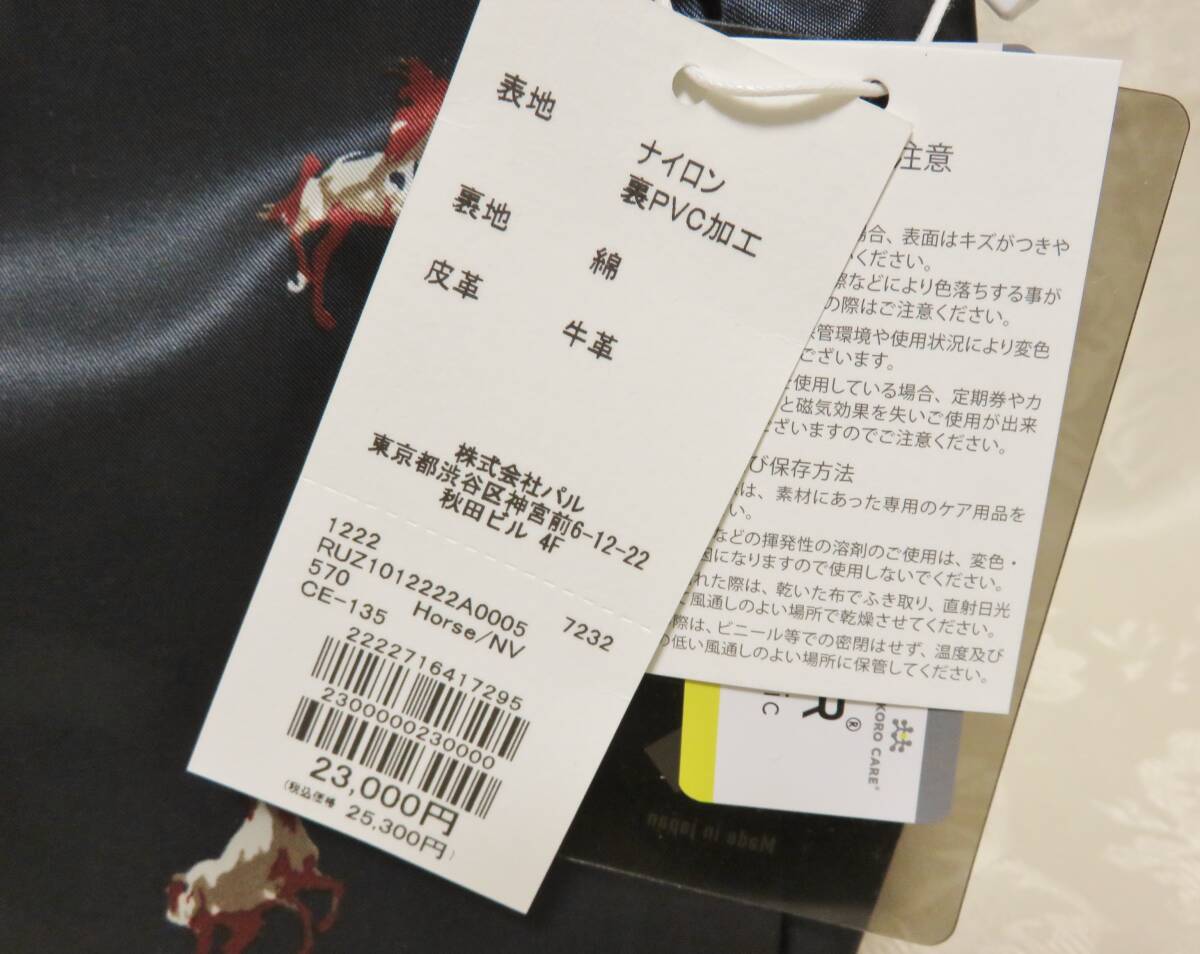 表地
ナイロン
裏PVC加工
裏地
綿
皮革
牛革
株式会社パル
東京都渋谷区神宮前6-12-22
秋田ビル 4F
1222
RUZ1012222A0005 7232
570 Horse/NV
CE-135
2222716417295
2300000230000
23,000円
(税込価格 25,300円)
注意
場合、表面はキズがつきや
ください。
際などにより色落ちする事が
の際はご注意ください。
保管環境や使用状況により変色
ございます。
使用している場合、定期券やカ
と磁気効果を失いご使用が出来
ございますのでご注意ください。
び保存方法
は、素材にあった専用のケア用品を
い。
などの揮発性の溶剤のご使用は、変色・
因になりますので使用しないでください。
れた際は、乾いた布でふき取り、直射日光
て風通しのよい場所で乾燥させてください。
際は、ビニール等での密閉はせず、温度及び
の低い風通しのよい場所に保管してください。
R®
KORO CARE®
Made in Japan